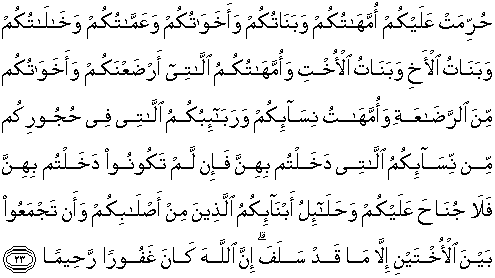 حُرِّمَتْ عَلَيْكُمْ أُمَّهَـٰتُكُمْ وَبَنَاتُكُمْ وَأَخَوَٰتُكُمْ وَعَمَّـٰتُكُمْ وَخَـٰلَـٰتُكُمْ
وَبَنَاتُ ٱلْأَخِ وَبَنَاتُ ٱلْأُخْتِ وَأُمَّهَـٰتُكُمُ ٱلَّـٰتِىٓ أَرْضَعْنَكُمْ وَأَخَوَٰتُكُم
مِّنَ ٱلرَّضَـٰعَةِ وَأُمَّهَـٰتُ نِسَآئِكُمْ وَرَبَـٰٓئِبُكُمُ ٱلَّـٰتِى فِى حُجُورِكُم
مِّن نِّسَآئِكُمُ ٱلَّـٰتِى دَخَلْتُم بِهِنَّ فَإِن لَّمْ تَكُونُوا۟ دَخَلْتُم بِهِنَّ
فَلَا جُنَاحَ عَلَيْكُمْ وَحَلَـٰٓئِلُ أَبْنَآئِكُمُ ٱلَّذِينَ مِنْ أَصْلَـٰبِكُمْ وَأَن تَجْمَعُوا۟
بَيْنَ ٱلْأُخْتَيْنِ إِلَّا مَا قَدْ سَلَفَ ۗ إِنَّ ٱللَّهَ كَانَ غَفُورًا رَّحِيمًا ٢٣